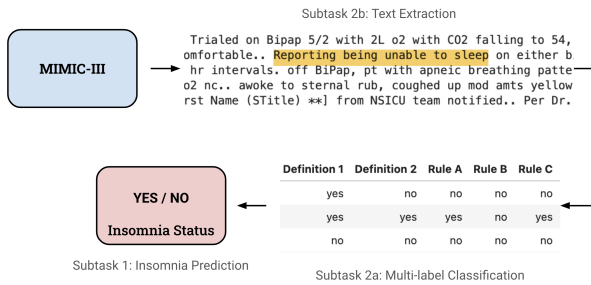 Subtask 2b: Text Extraction
MIMIC-III
Trialed on Bipap 5/2 with 2L o2 with CO2 falling to 54,
omfortable.. Reporting being unable to sleep on either b
hr intervals. off BiPap, pt with apneic breathing patte
o2 nc.. awoke to sternal rub, coughed up mod amts yellow
rst Name (STitle) **] from NSICU team notified.. Per Dr.
YES / NO
Insomnia Status
Subtask 1: Insomnia Prediction
Definition 1 Definition 2 Rule A Rule B Rule C
yes no no no no
yes yes yes no yes
no no no no no
Subtask 2a: Multi-label Classification